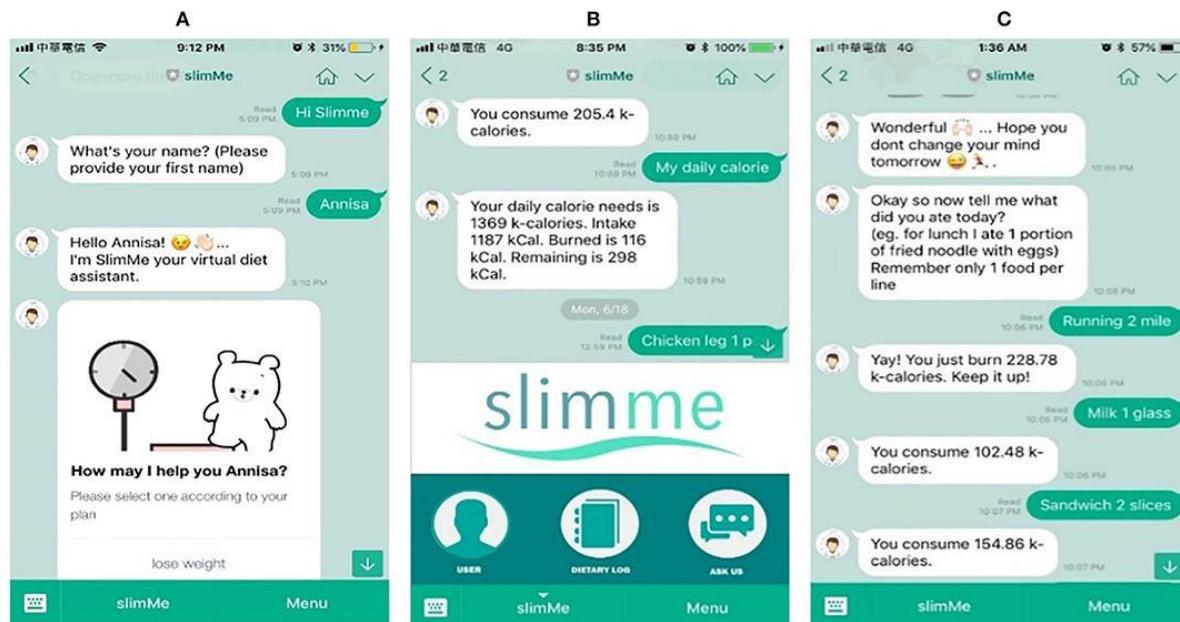 A
中華電信
9:12 PM
31%
One more tim
slimMe
Read
5:09 PM
Hi Slimme
What's your name? (Please
provide your first name)
5:09 PM
Read
5:09 PM
Annisa
Hello Annisa!
...
I'm SlimMe your virtual diet
assistant.
5:10 PM
How may I help you Annisa?
Please select one according to your
plan
lose weight
slimMe
Menu
B
中華電信 4G
8:35 PM
100%
2
slimMe
You consume 205.4 k-
calories.
10:59 PM
Read
10:59 PM
My daily calorie
Your daily calorie needs is
1369 k-calories. Intake
1187 kCal. Burned is 116
kCal. Remaining is 298
kCal.
10:59 PM
Mon, 6/18
Read
12:59 PM
Chicken leg 1 p
slimme
USER
DIETARY LOG
ASK US
slimMe
Menu
C
中華電信 4G
1:36 AM
57%
2
slimMe
Wonderful ... Hope you
dont change your mind
tomorrow .
10:06 PM
Okay so now tell me what
did you ate today?
(eg. for lunch I ate 1 portion
of fried noodle with eggs)
Remember only 1 food per
line
10:06 PM
Read
10:06 PM
Running 2 mile
Yay! You just burn 228.78
k-calories. Keep it up!
10:06 PM
Read
10:06 PM
Milk 1 glass
You consume 102.48 k-
calories.
10:06 PM
Read
10:07 PM
Sandwich 2 slices
You consume 154.86 k-
calories.
10:07 PM
slimMe
Menu